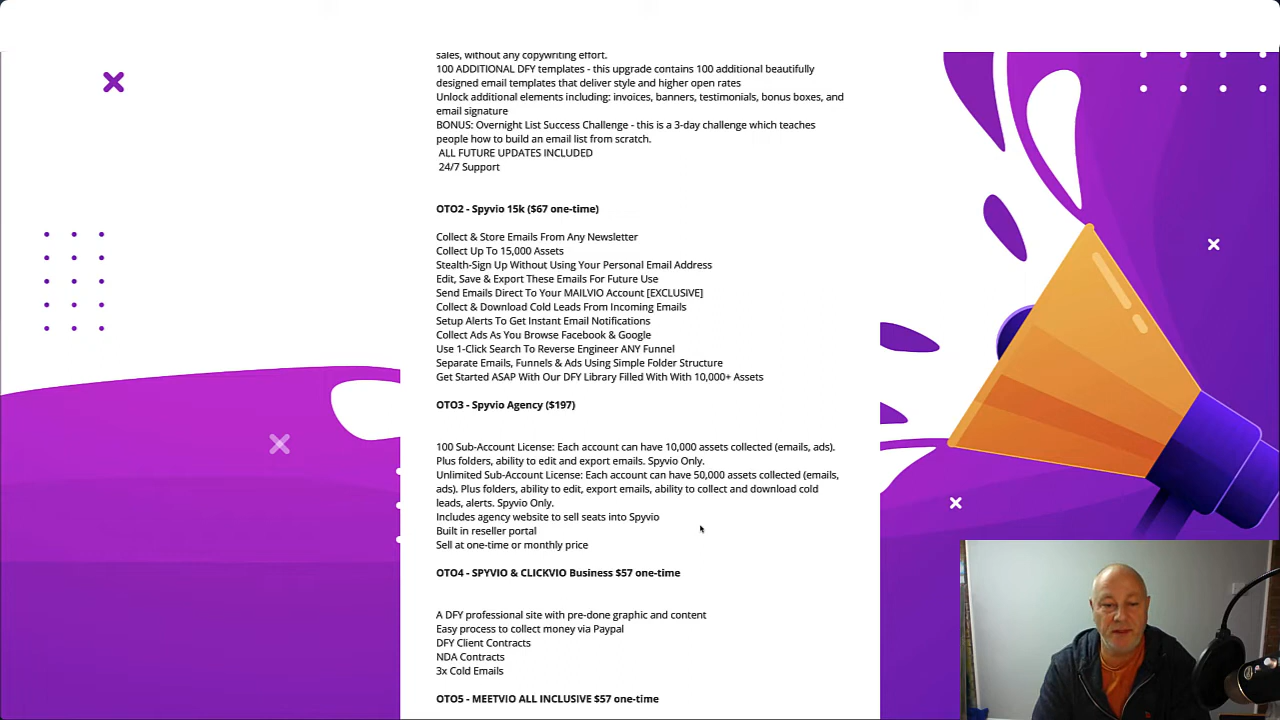 sales, without any copywriting effort.
100 ADDITIONAL DFY templates - this upgrade contains 100 additional beautifully
designed email templates that deliver style and higher open rates
Unlock additional elements including: invoices, banners, testimonials, bonus boxes, and
email signature
BONUS: Overnight List Success Challenge - this is a 3-day challenge which teaches
people how to build an email list from scratch.
ALL FUTURE UPDATES INCLUDED
24/7 Support
OTO2 - Spyvio 15k ($67 one-time)
Collect & Store Emails From Any Newsletter
Collect Up To 15,000 Assets
Stealth-Sign Up Without Using Your Personal Email Address
Edit, Save & Export These Emails For Future Use
Send Emails Direct To Your MAILVIO Account [EXCLUSIVE]
Collect & Download Cold Leads From Incoming Emails
Setup Alerts To Get Instant Email Notifications
Collect Ads As You Browse Facebook & Google
Use 1-Click Search To Reverse Engineer ANY Funnel
Separate Emails, Funnels & Ads Using Simple Folder Structure
Get Started ASAP With Our DFY Library Filled With With 10,000+ Assets
OTO3 - Spyvio Agency ($197)
100 Sub-Account License: Each account can have 10,000 assets collected (emails, ads).
Plus folders, ability to edit and export emails. Spyvio Only.
Unlimited Sub-Account License: Each account can have 50,000 assets collected (emails,
ads). Plus folders, ability to edit, export emails, ability to collect and download cold
leads, alerts. Spyvio Only.
Includes agency website to sell seats into Spyvio
Built in reseller portal
Sell at one-time or monthly price
OTO4 - SPYVIO & CLICKVIO Business $57 one-time
A DFY professional site with pre-done graphic and content
Easy process to collect money via Paypal
DFY Client Contracts
NDA Contracts
3x Cold Emails
OTO5 - MEETVIO ALL INCLUSIVE $57 one-time